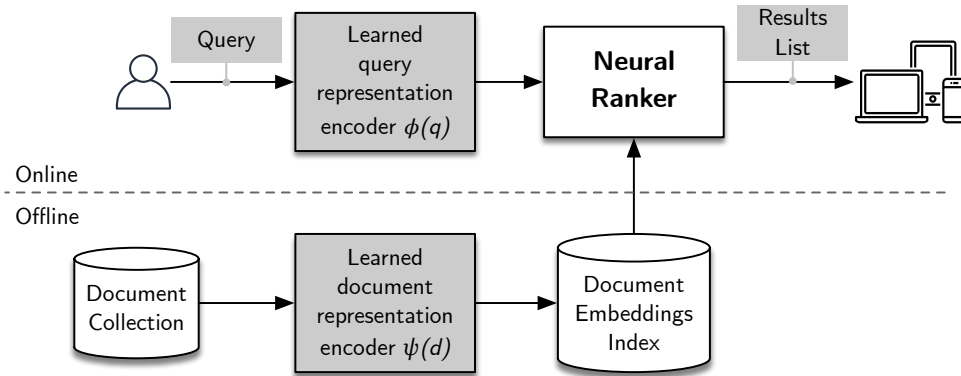 Query
Learned
query
representation
encoder ϕ(q)
Neural
Ranker
Results
List
Online
Offline
Document
Collection
Learned
document
representation
encoder ψ(d)
Document
Embeddings
Index